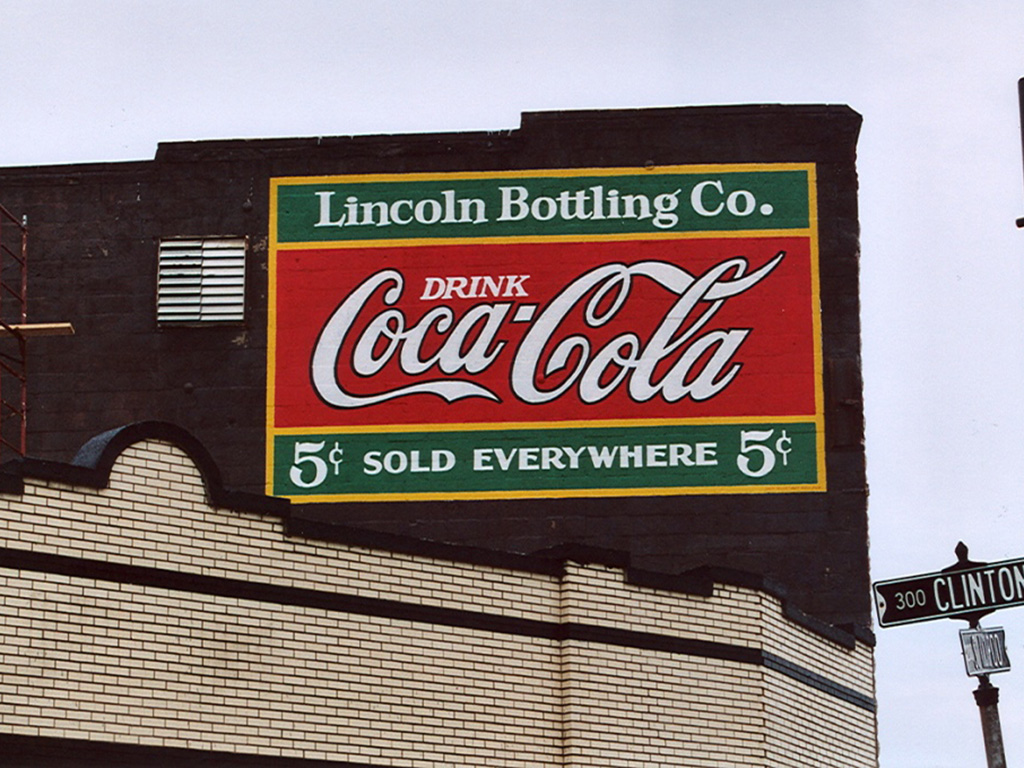 Lincoln Bottling Co.
DRINK
Coca-Cola
5¢ SOLD EVERYWHERE 5¢
300 CLINTON